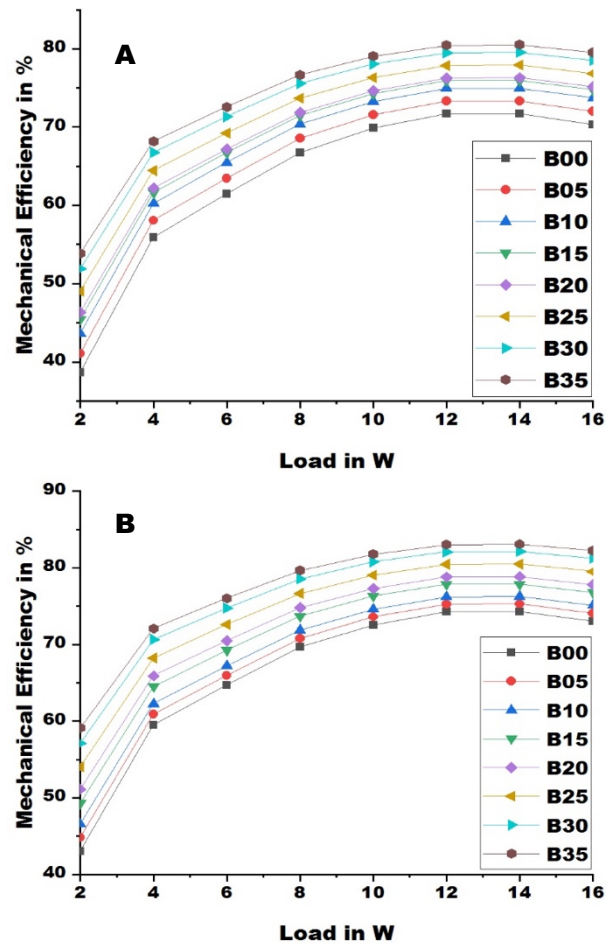 A
Mechanical Efficiency in %
80
70
60
50
40
B00
B05
B10
B15
B20
B25
B30
B35
2 4 6 8 10 12 14 16
Load in W
B
Mechanical Efficiency in %
90
80
70
60
50
40
B00
B05
B10
B15
B20
B25
B30
B35
2 4 6 8 10 12 14 16
Load in W